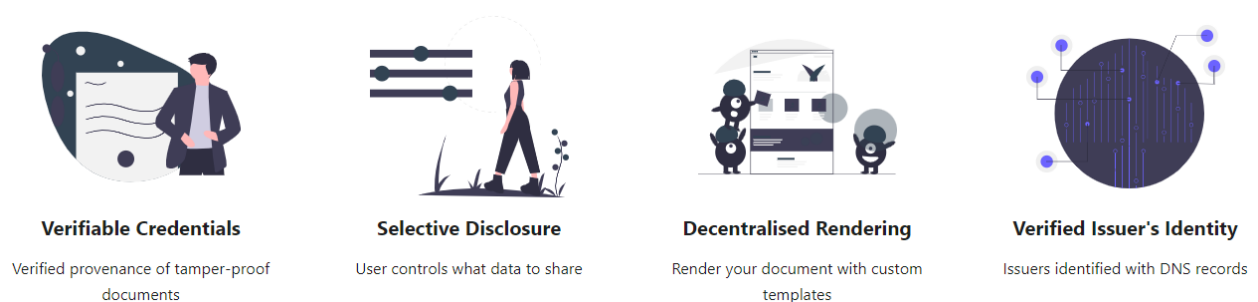 Verifiable Credentials
Verified provenance of tamper-proof
documents
Selective Disclosure
User controls what data to share
Decentralised Rendering
Render your document with custom
templates
Verified Issuer's Identity
Issuers identified with DNS records